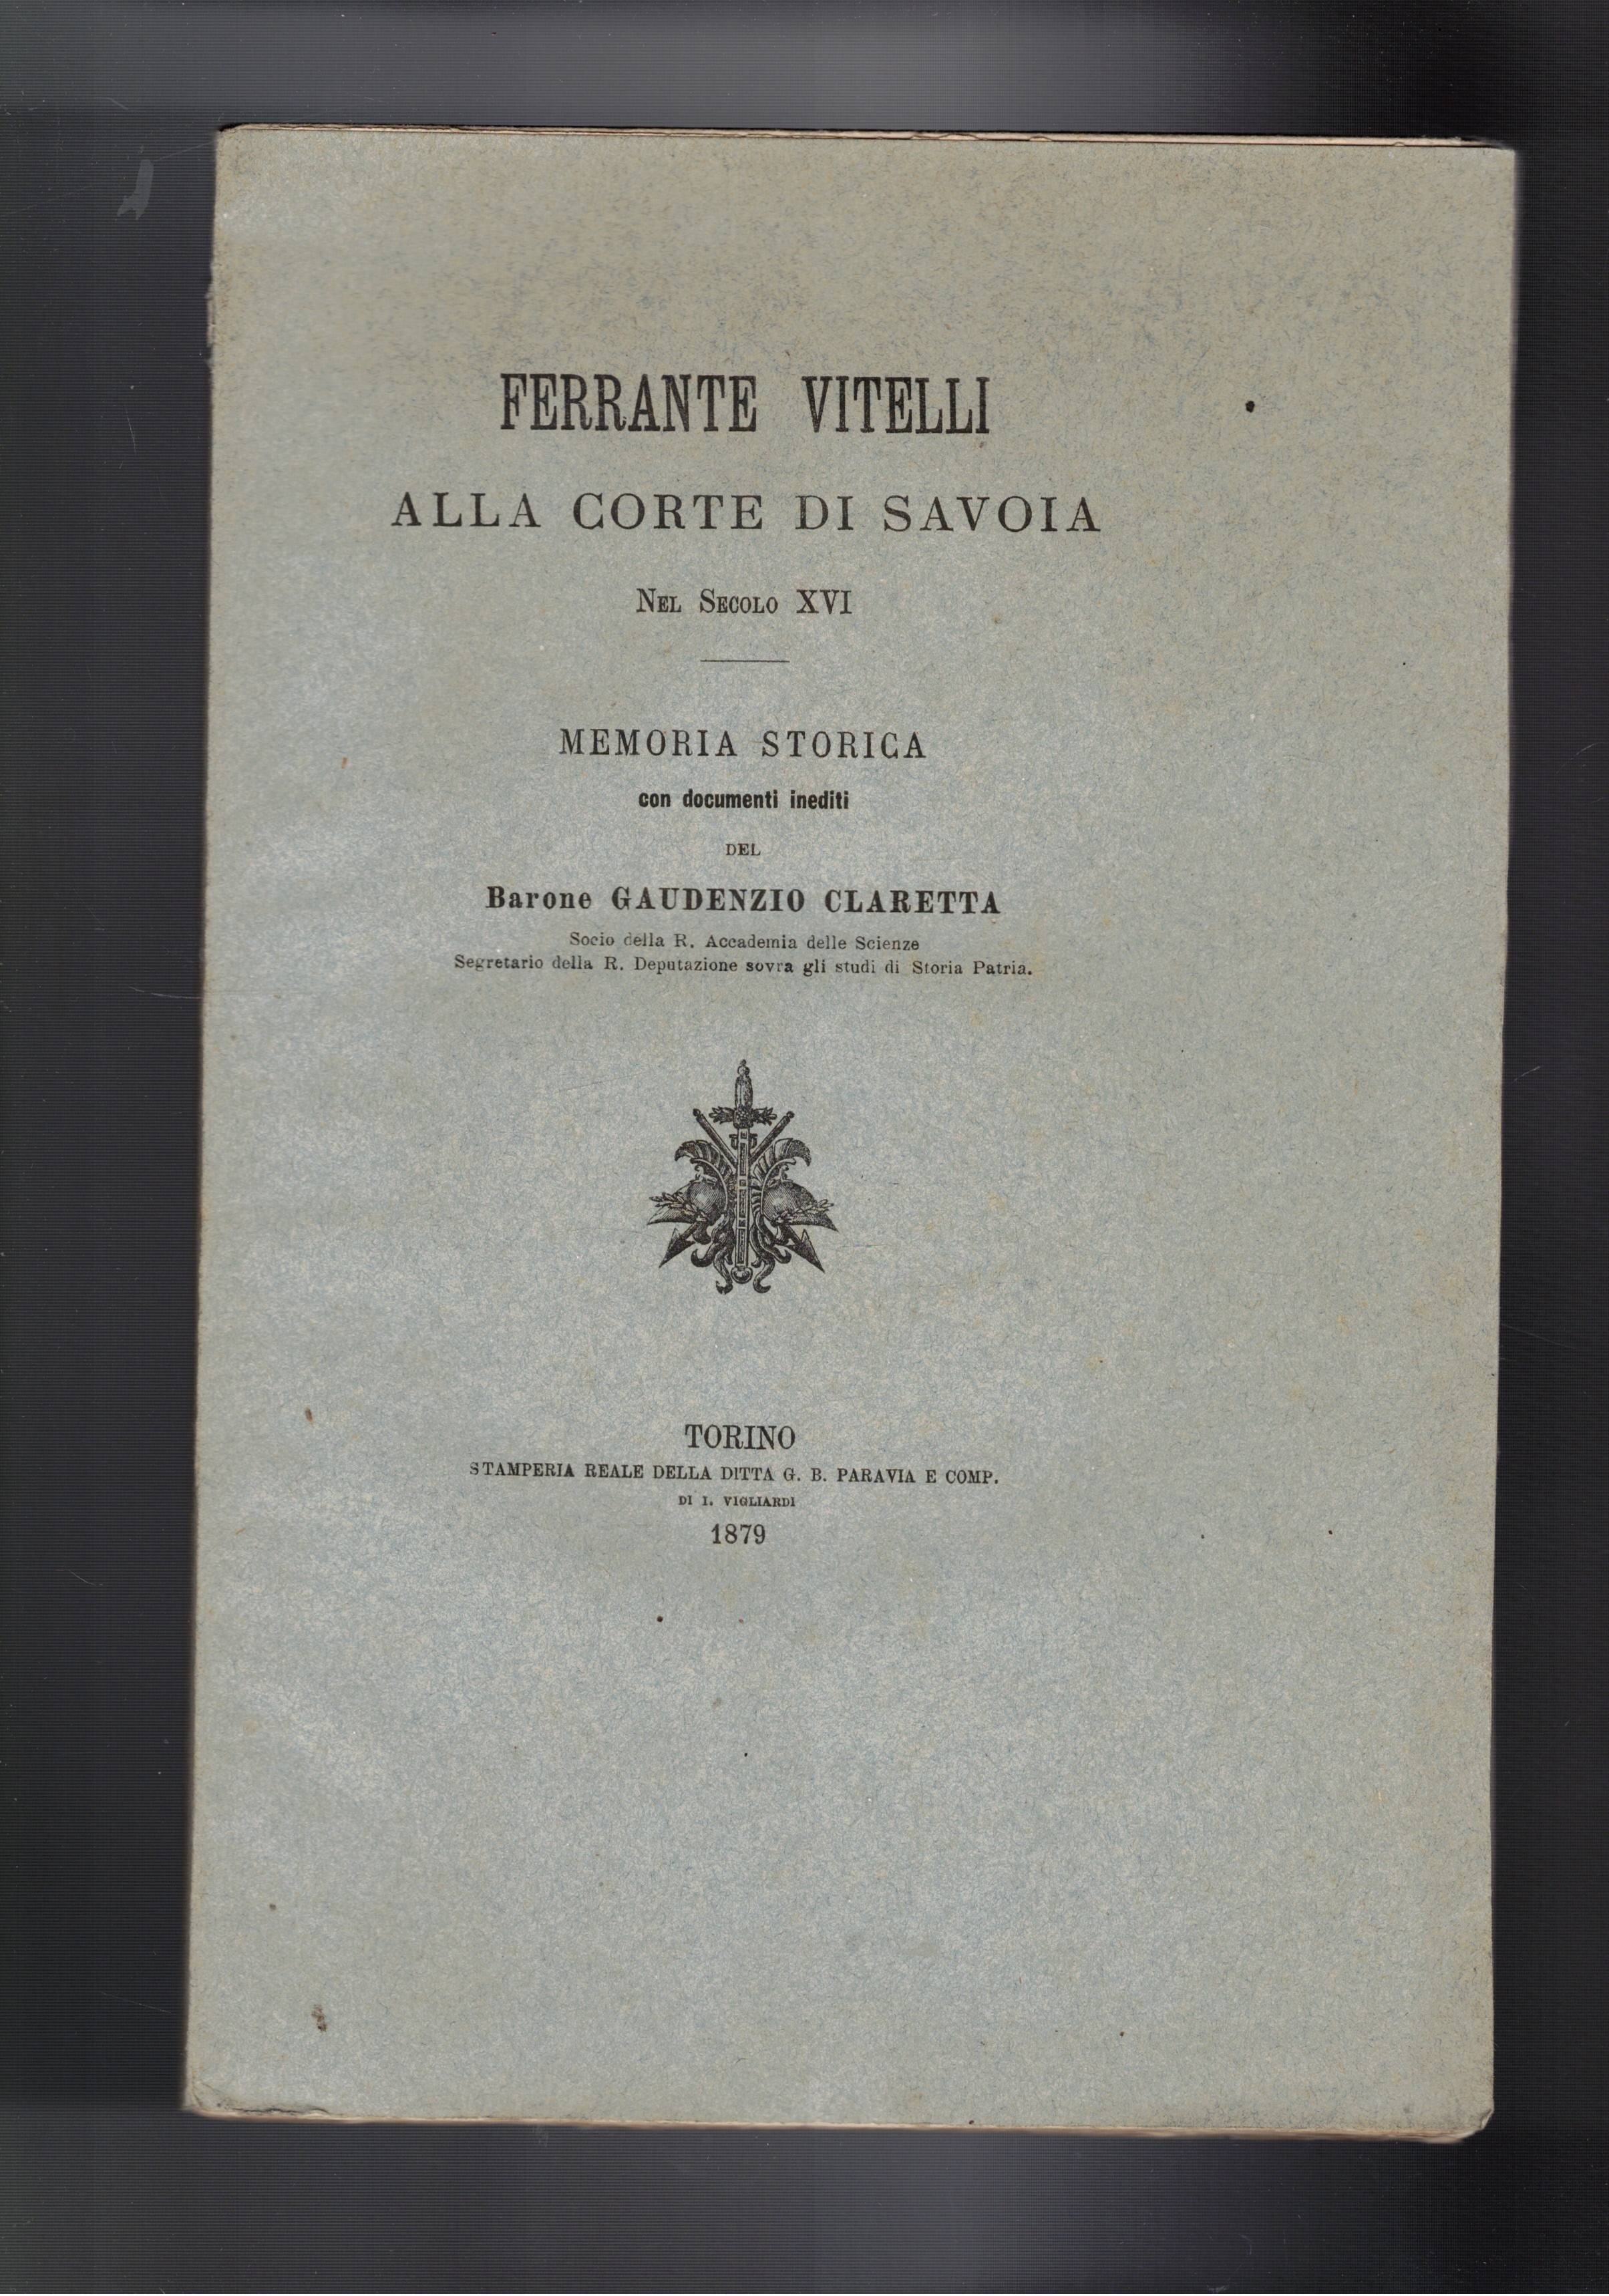 FERRANTE VITELLI
ALLA CORTE DI SAVOIA
NEL SECOLO XVI
MEMORIA STORICA
con documenti inediti
DEL
Barone GAUDENZIO CLARETTA
Socio della R. Accademia delle Scienze
Segretario della R. Deputazione sovra gli studi di Storia Patria.
TORINO
STAMPERIA REALE DELLA DITTA G. B. PARAVIA E COMP.
DI I. VIGLIARDI
1879